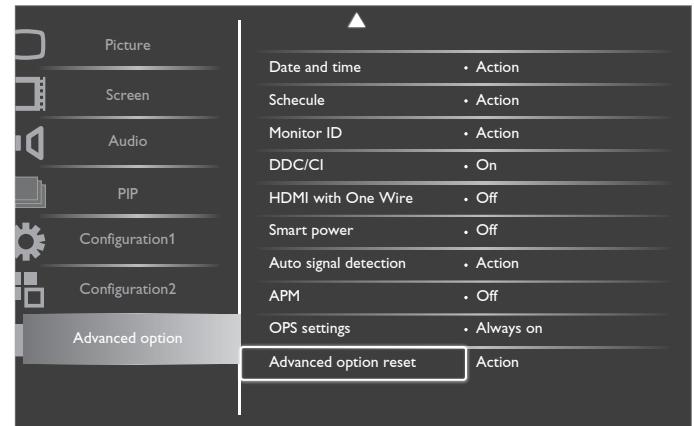 Picture
Screen
Audio
PIP
Configuration1
Configuration2
Advanced option
Date and time • Action
Schecule • Action
Monitor ID • Action
DDC/CI • On
HDMI with One Wire • Off
Smart power • Off
Auto signal detection • Action
APM • Off
OPS settings • Always on
Advanced option reset Action